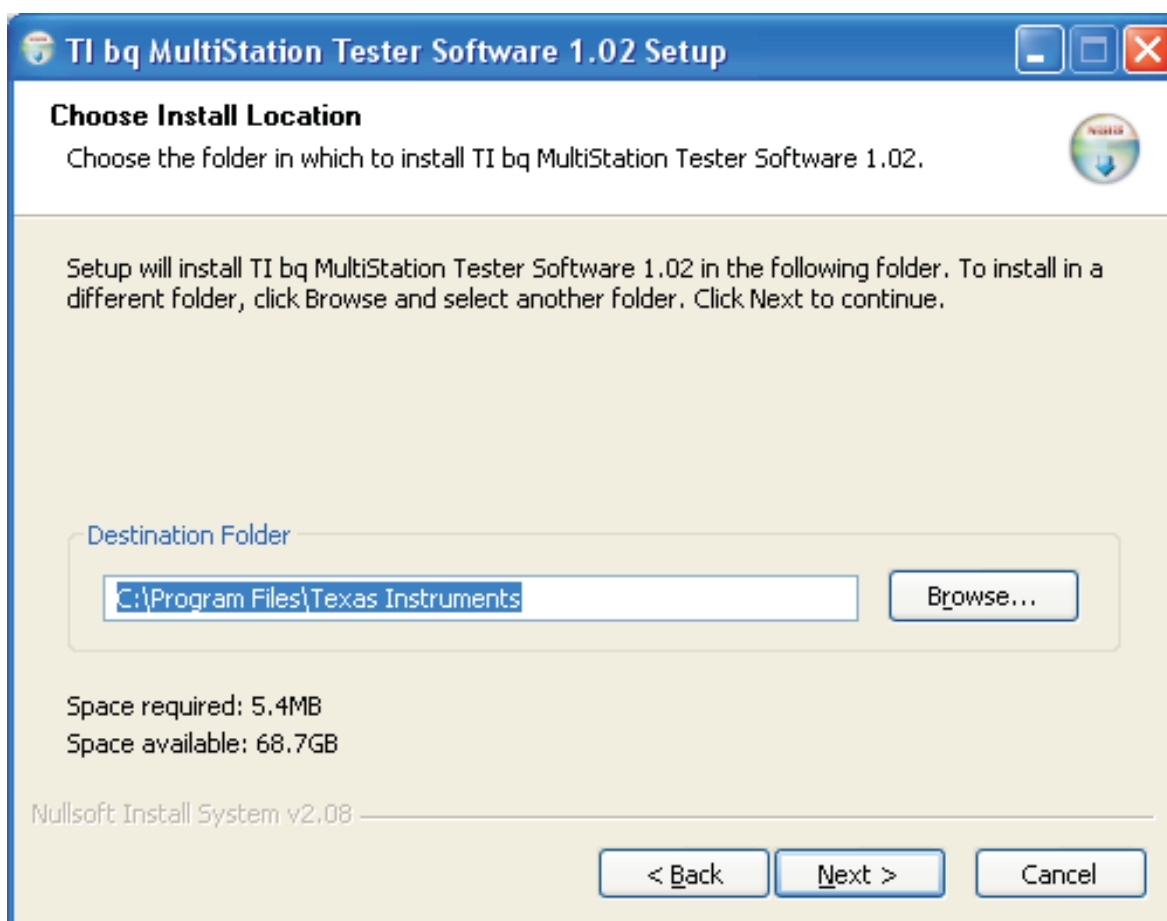 TI bq MultiStation Tester Software 1.02 Setup
Choose Install Location
Choose the folder in which to install TI bq MultiStation Tester Software 1.02.
Setup will install TI bq MultiStation Tester Software 1.02 in the following folder. To install in a
different folder, click Browse and select another folder. Click Next to continue.
Destination Folder
C:\Program Files\Texas Instruments
Browse...
Space required: 5.4MB
Space available: 68.7GB
Nullsoft Install System v2.08
< Back
Next >
Cancel